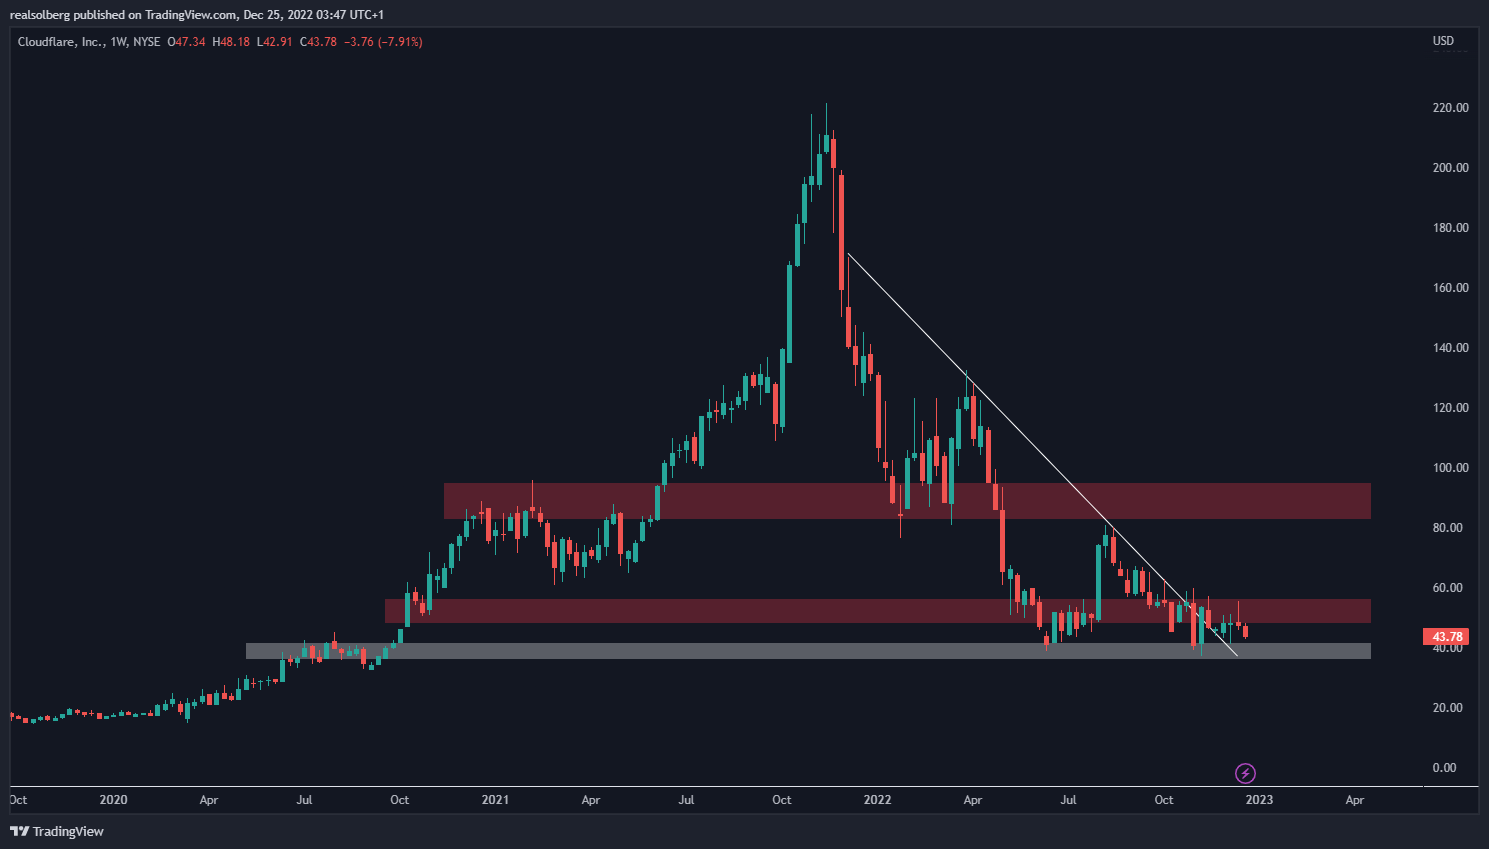 realsolberg published on TradingView.com, Dec 25, 2022 03:47 UTC+1
Cloudflare, Inc., 1W, NYSE O47.34 H48.18 L42.91 C43.78 −3.76 (−7.91%)
USD
220.00
200.00
180.00
160.00
140.00
120.00
100.00
80.00
60.00
43.78
40.00
20.00
0.00
Oct 2020 Apr Jul Oct 2021 Apr Jul Oct 2022 Apr Jul Oct 2023 Apr
TradingView